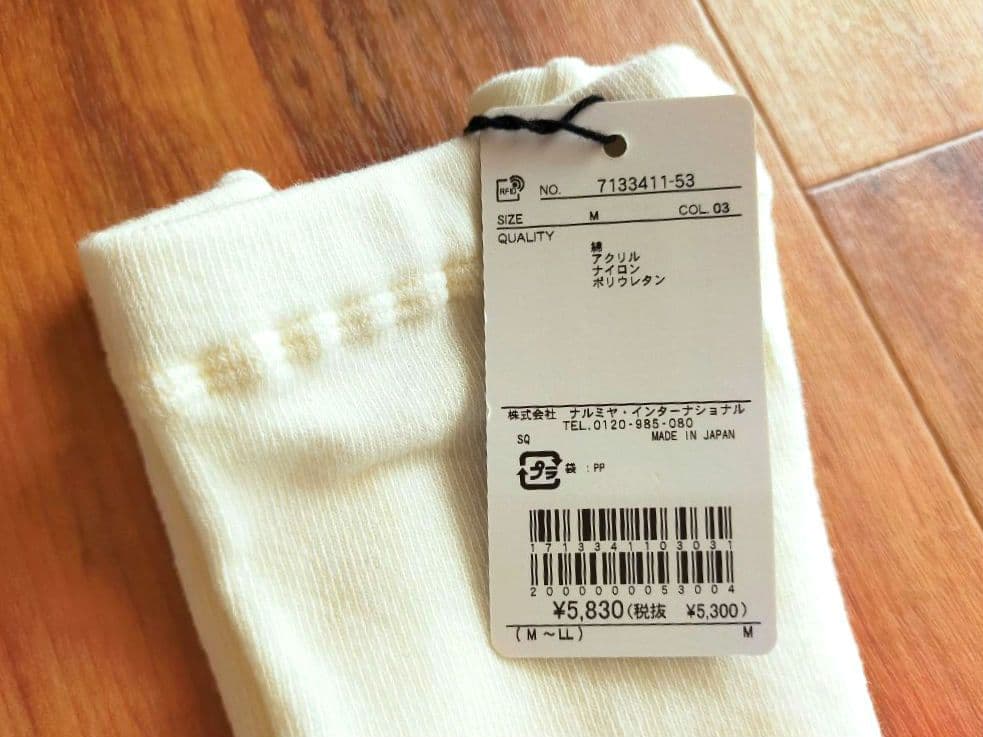 RFID NO. 7133411-53
SIZE M COL. 03
QUALITY 綿
アクリル
ナイロン
ポリウレタン
株式会社 ナルミヤ・インターナショナル
TEL.0120-985-080
SQ MADE IN JAPAN
プラ 袋 : PP
1713341103031
2000000053004
¥5,830(税抜 ¥5,300)
(M～LL) M